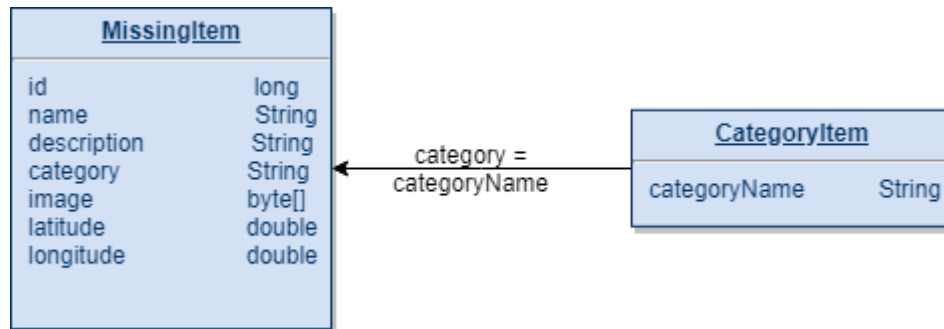 MissingItem
id long
name String
description String
category String
image byte[]
latitude double
longitude double
category =
categoryName
CategoryItem
categoryName String